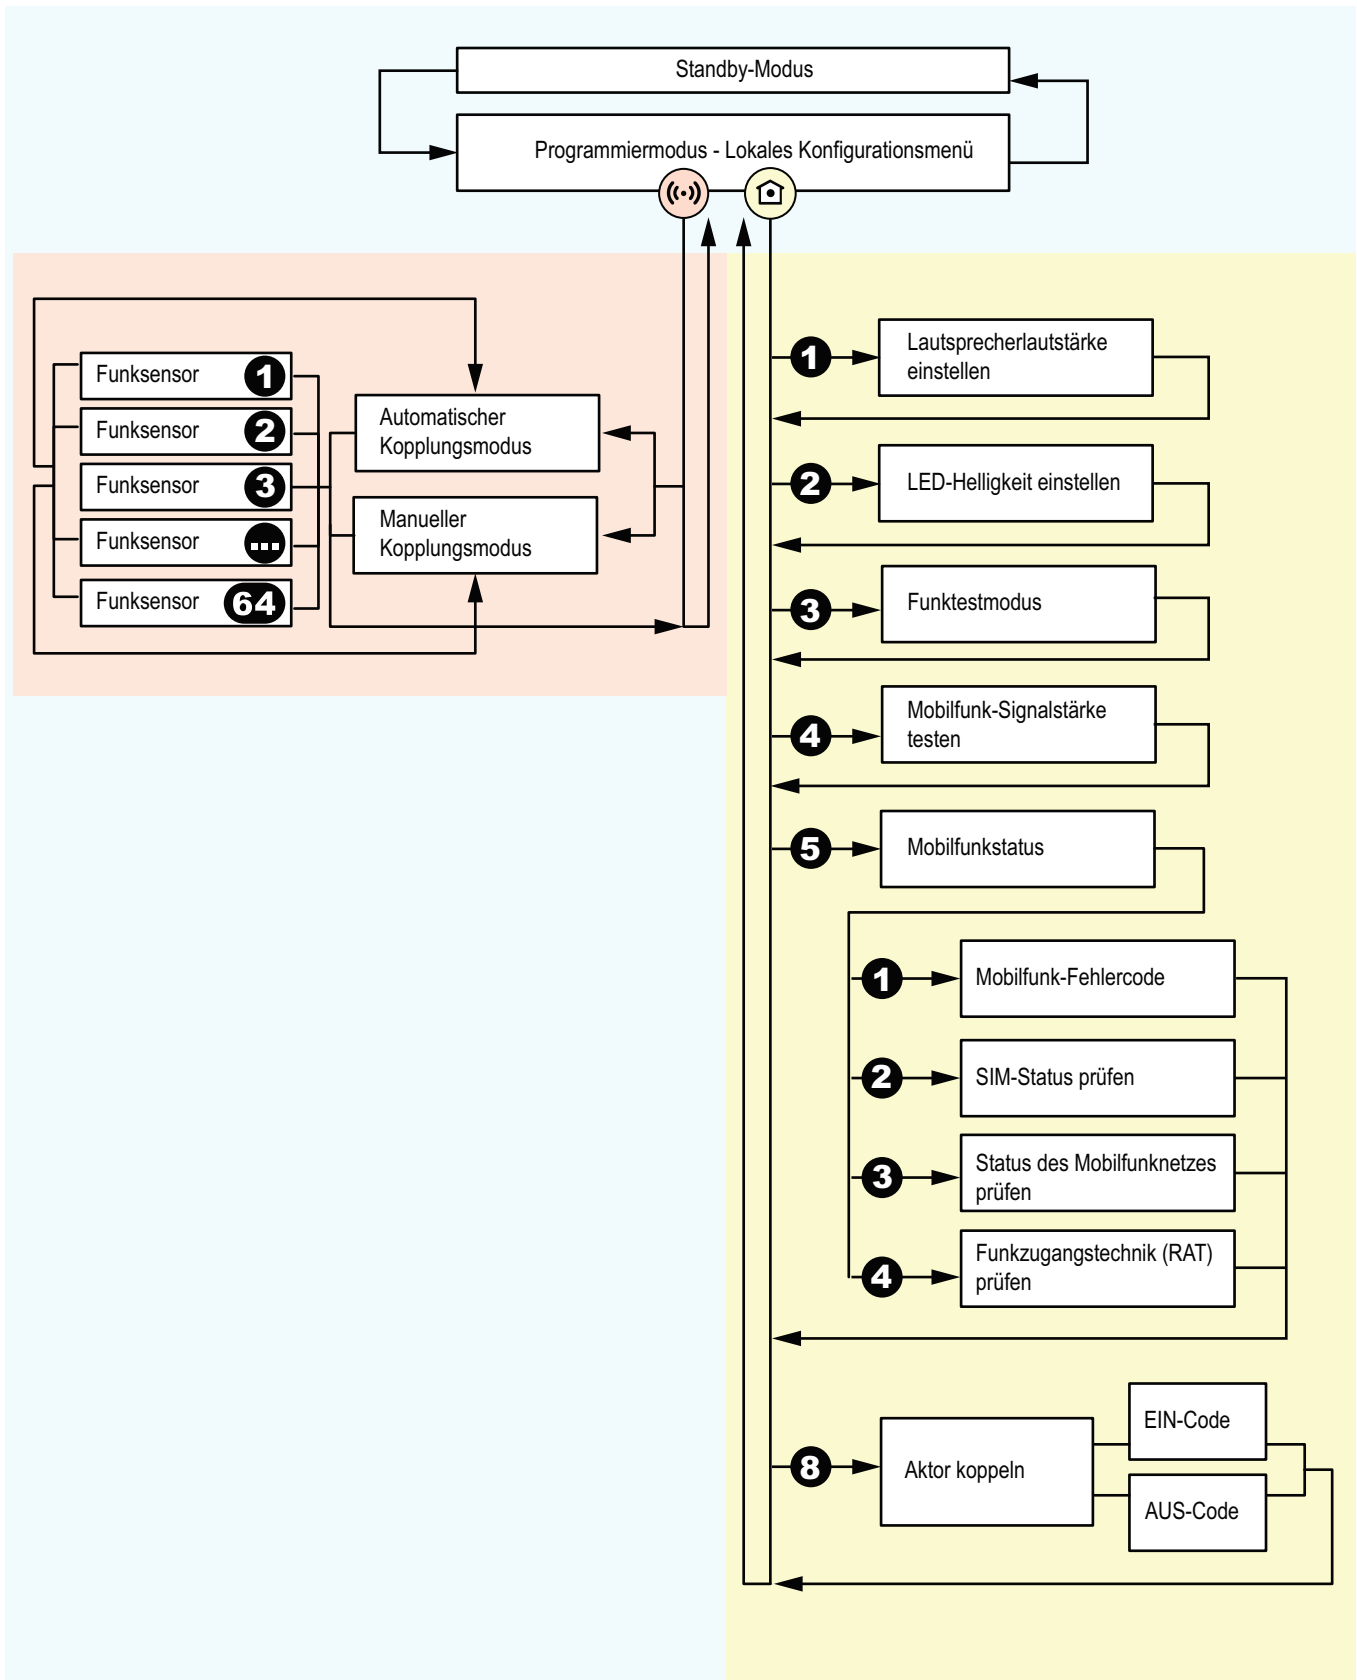 Standby-Modus
Programmiermodus - Lokales Konfigurationsmenü
Funksensor 1
Funksensor 2
Funksensor 3
Funksensor ...
Funksensor 64
Automatischer
Kopplungsmodus
Manueller
Kopplungsmodus
1 Lautsprecherlautstärke
einstellen
2 LED-Helligkeit einstellen
3 Funktestmodus
4 Mobilfunk-Signalstärke
testen
5 Mobilfunkstatus
1 Mobilfunk-Fehlercode
2 SIM-Status prüfen
3 Status des Mobilfunknetzes
prüfen
4 Funkzugangstechnik (RAT)
prüfen
8 Aktor koppeln
EIN-Code
AUS-Code